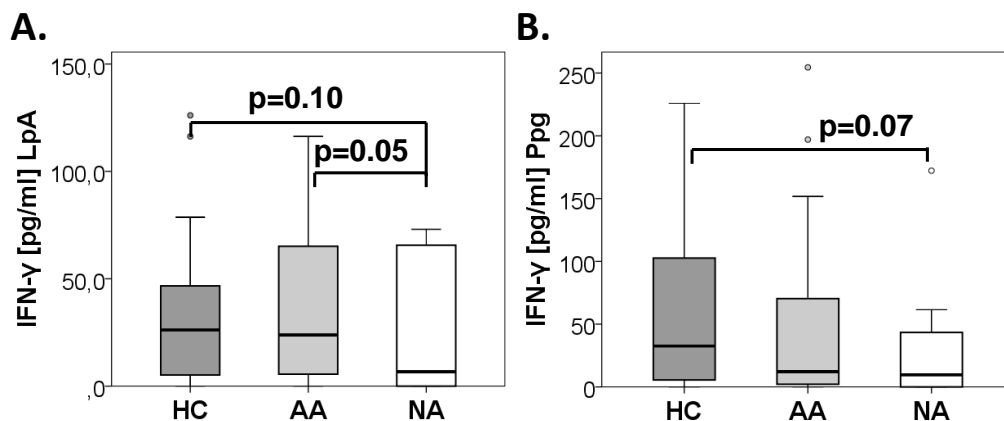 A.
IFN-γ [pg/ml] LpA
150,0
100,0
50,0
,0
p=0.10
p=0.05
HC AA NA
B.
IFN-γ [pg/ml] Ppg
250
200
150
100
50
0
p=0.07
HC AA NA